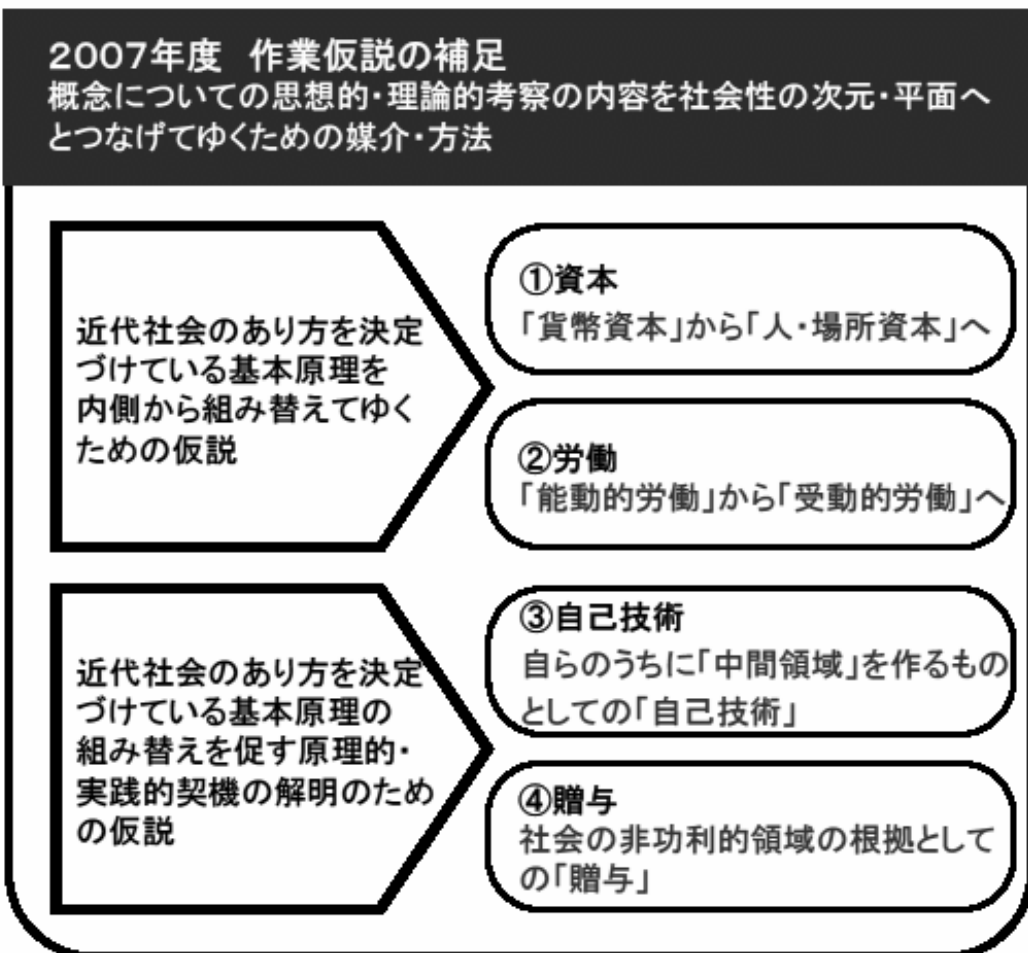 2007年度 作業仮説の補足
概念についての思想的・理論的考察の内容を社会性の次元・平面へ
とつなげてゆくための媒介・方法
近代社会のあり方を決定
づけている基本原理を
内側から組み替えてゆく
ための仮説
①資本
「貨幣資本」から「人・場所資本」へ
②労働
「能動的労働」から「受動的労働」へ
近代社会のあり方を決定
づけている基本原理の
組み替えを促す原理的・
実践的契機の解明のため
の仮説
③自己技術
自らのうちに「中間領域」を作るもの
としての「自己技術」
④贈与
社会の非功利的領域の根拠として
の「贈与」